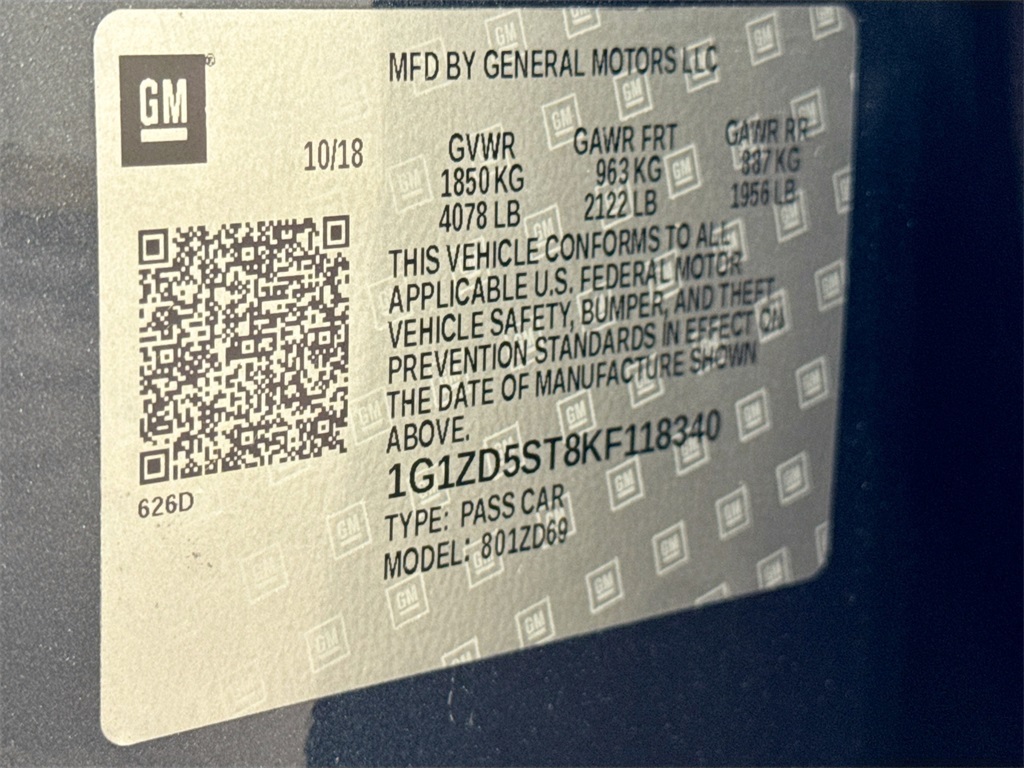 GM
MFD BY GENERAL MOTORS LLC
10/18
GVWR GAWR FRT GAWR RR
1850 KG 963 KG 887 KG
4078 LB 2122 LB 1956 LB
THIS VEHICLE CONFORMS TO ALL
APPLICABLE U.S. FEDERAL MOTOR
VEHICLE SAFETY, BUMPER, AND THEFT
PREVENTION STANDARDS IN EFFECT ON
THE DATE OF MANUFACTURE SHOWN
ABOVE.
1G1ZD5ST8KF118340
626D
TYPE: PASS CAR
MODEL: 801ZD69